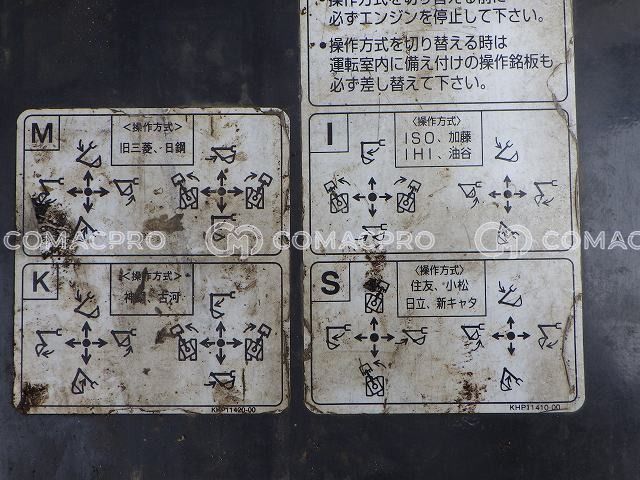 操作方式を切り替える前に
必ずエンジンを停止して下さい。
•操作方式を切り替える時は
運転室内に備え付けの操作銘板も
必ず差し替えて下さい。
M
<操作方式>
旧三菱、日鋼
I
<操作方式>
ISO、加藤
IHI、油谷
COMACPRO
COMACPRO
COMACPRO
K
<操作方式>
神鋼、古河
S
<操作方式>
住友、小松
日立、新キャタ
KHP11420-00
KHP11410-00